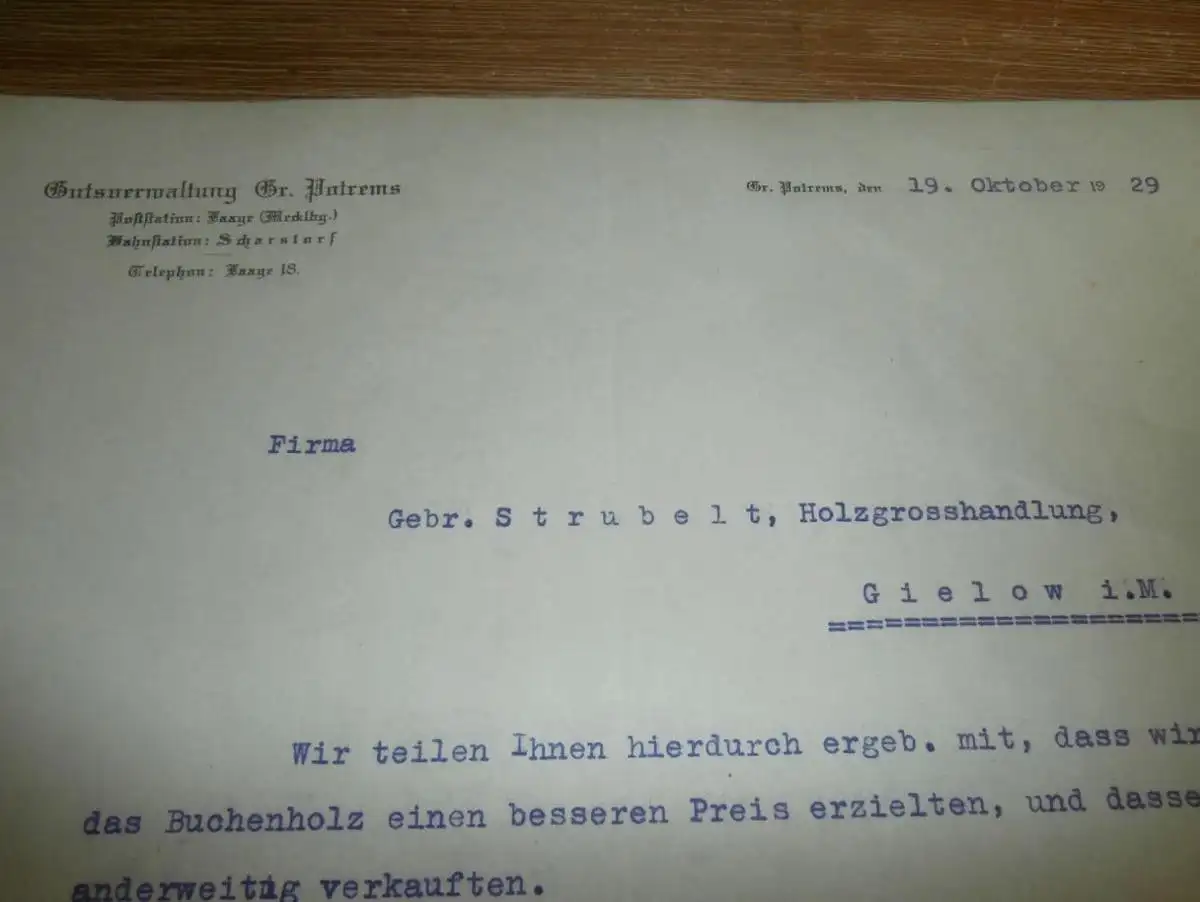 Gutsverwaltung Gr. Potrems
Poststation: Laage (Mecklbg.)
Bahnstation: Scharstorf
Telephon: Laage 18.
Gr. Potrems, den 19. Oktober 19 29
Firma
Gebr. S t r u b e l t, Holzgrosshandlung,
G i e l o w i.M.
====================
Wir teilen Ihnen hierdurch ergeb. mit, dass wir
das Buchenholz einen besseren Preis erzielten, und dasse
anderweitig verkauften.